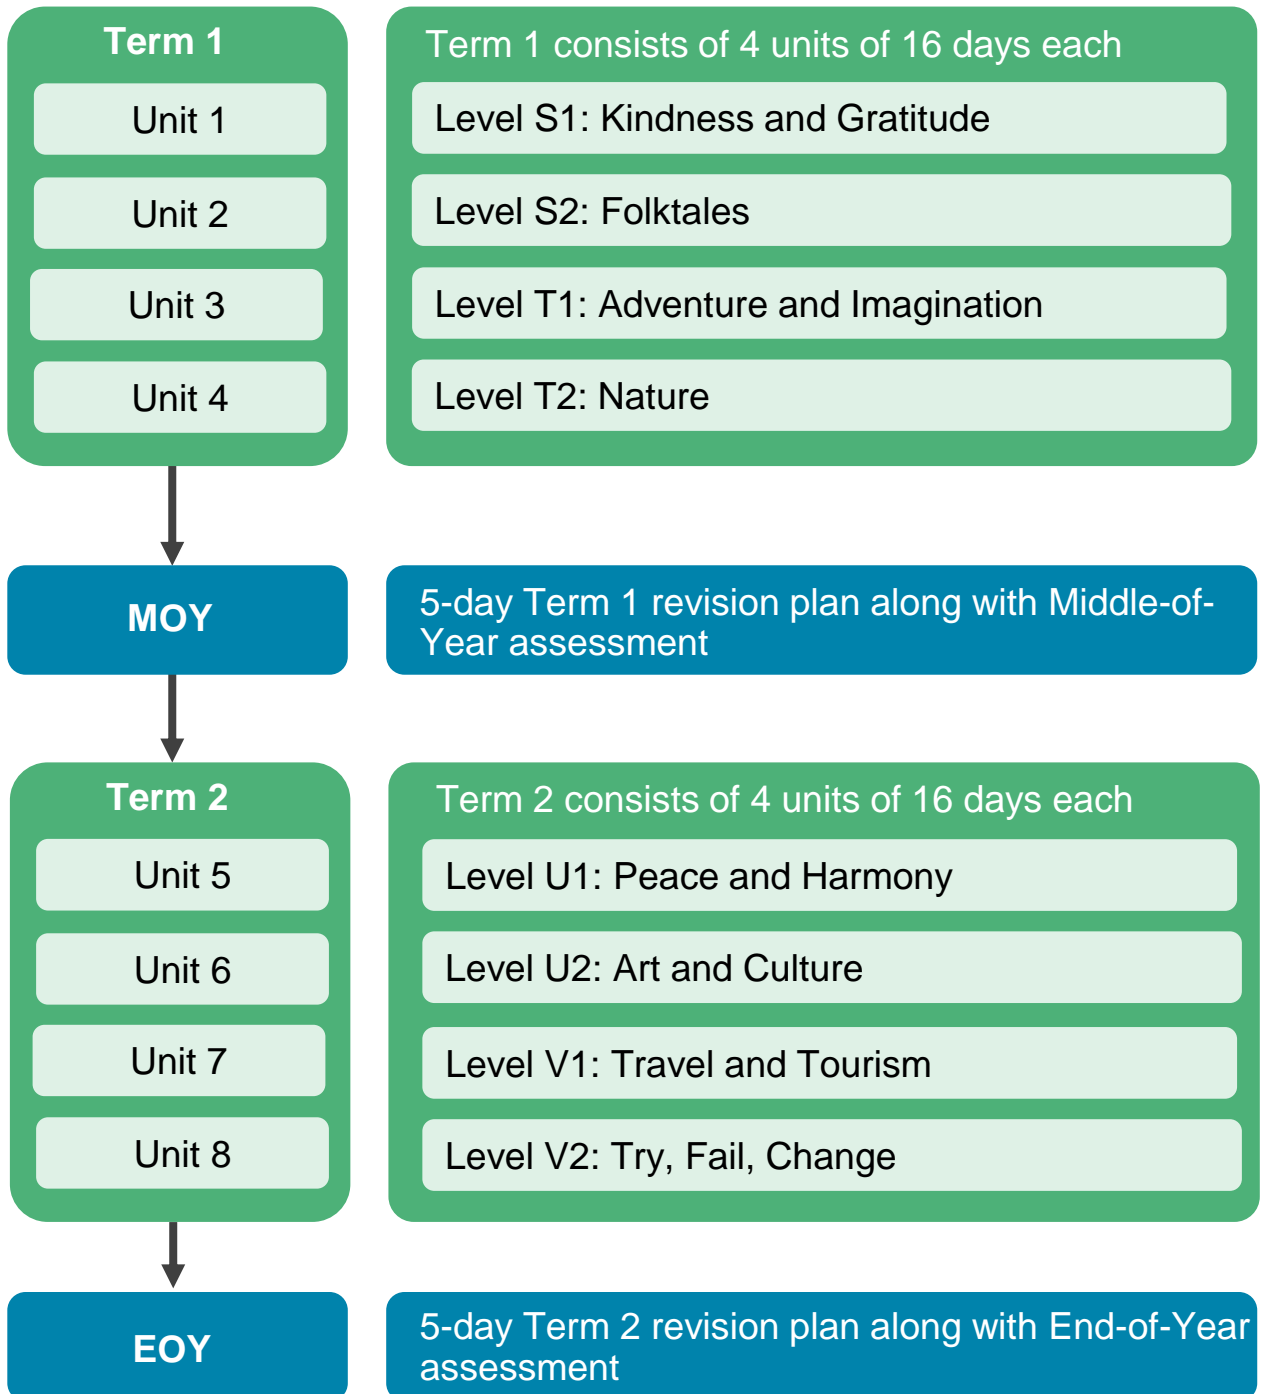 Term 1
Term 1 consists of 4 units of 16 days each
Unit 1
Level S1: Kindness and Gratitude
Unit 2
Level S2: Folktales
Unit 3
Level T1: Adventure and Imagination
Unit 4
Level T2: Nature
MOY
5-day Term 1 revision plan along with Middle-of-
Year assessment
Term 2
Term 2 consists of 4 units of 16 days each
Unit 5
Level U1: Peace and Harmony
Unit 6
Level U2: Art and Culture
Unit 7
Level V1: Travel and Tourism
Unit 8
Level V2: Try, Fail, Change
EOY
5-day Term 2 revision plan along with End-of-Year
assessment